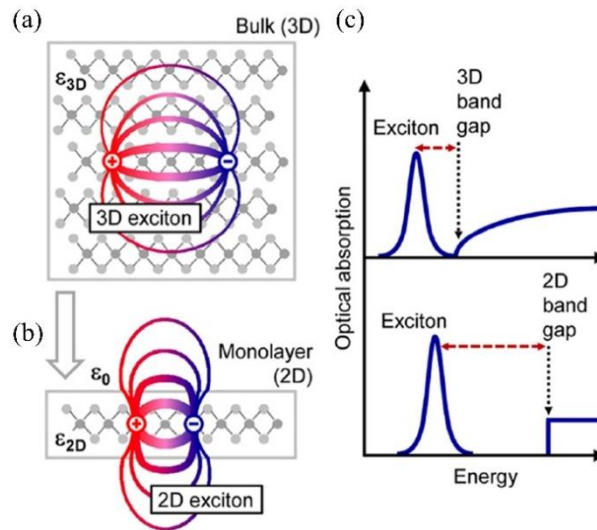 (a)
Bulk (3D)
ε3D
+
−
3D exciton
(b)
Monolayer
(2D)
ε0
ε2D
+
−
2D exciton
(c)
Optical absorption
Exciton
3D
band
gap
Exciton
2D
band
gap
Energy